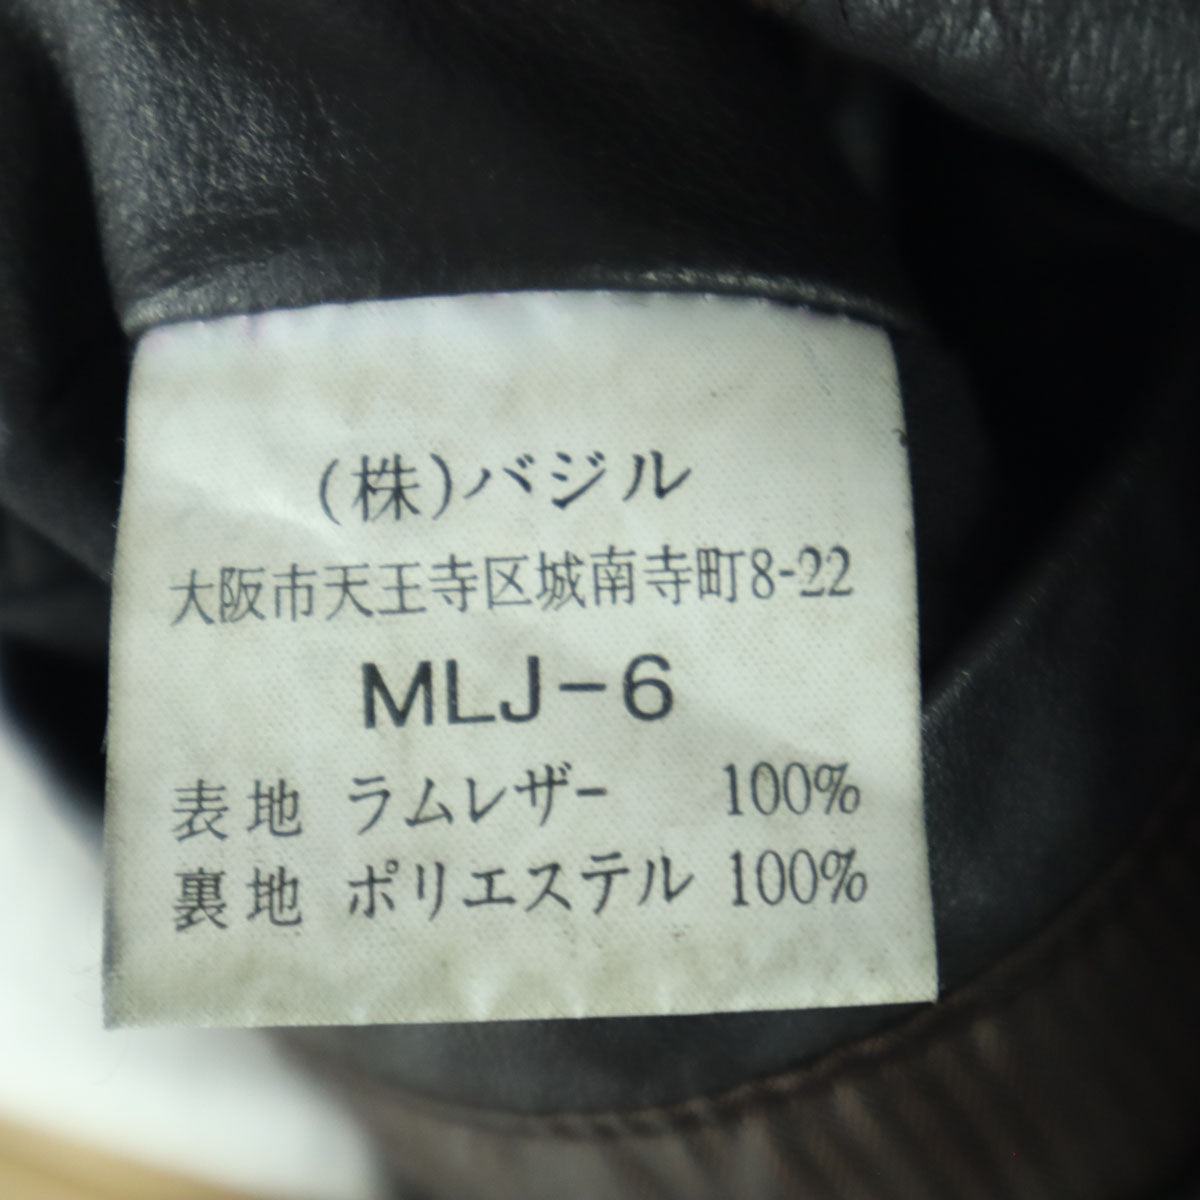 (株)バジル
大阪市天王寺区城南寺町8-22
MLJ-6
表地 ラムレザー 100%
裏地 ポリエステル 100%